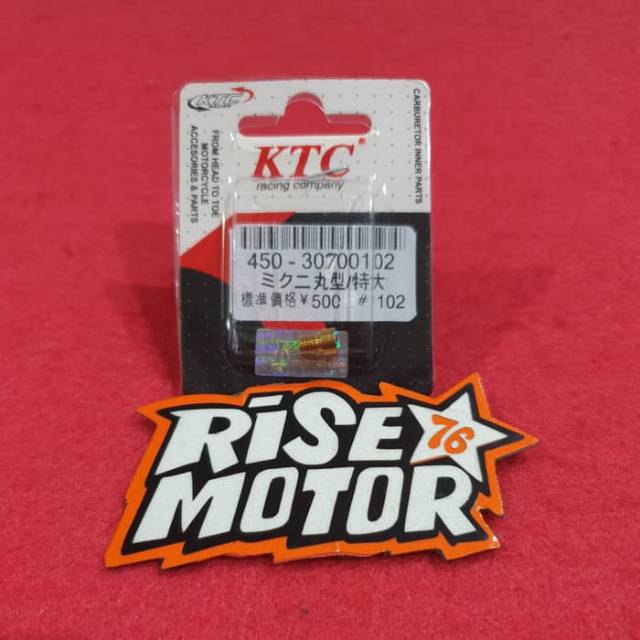 KTC
CARBURETOR INNER PARTS
FROM HEAD TO TOE
MOTORCYCLE
ACCESORIES & PARTS
KTC
racing company
450 - 30700102
ミクニ丸型/特大
標準價格¥500 # 102
RiSE 76
MOTOR